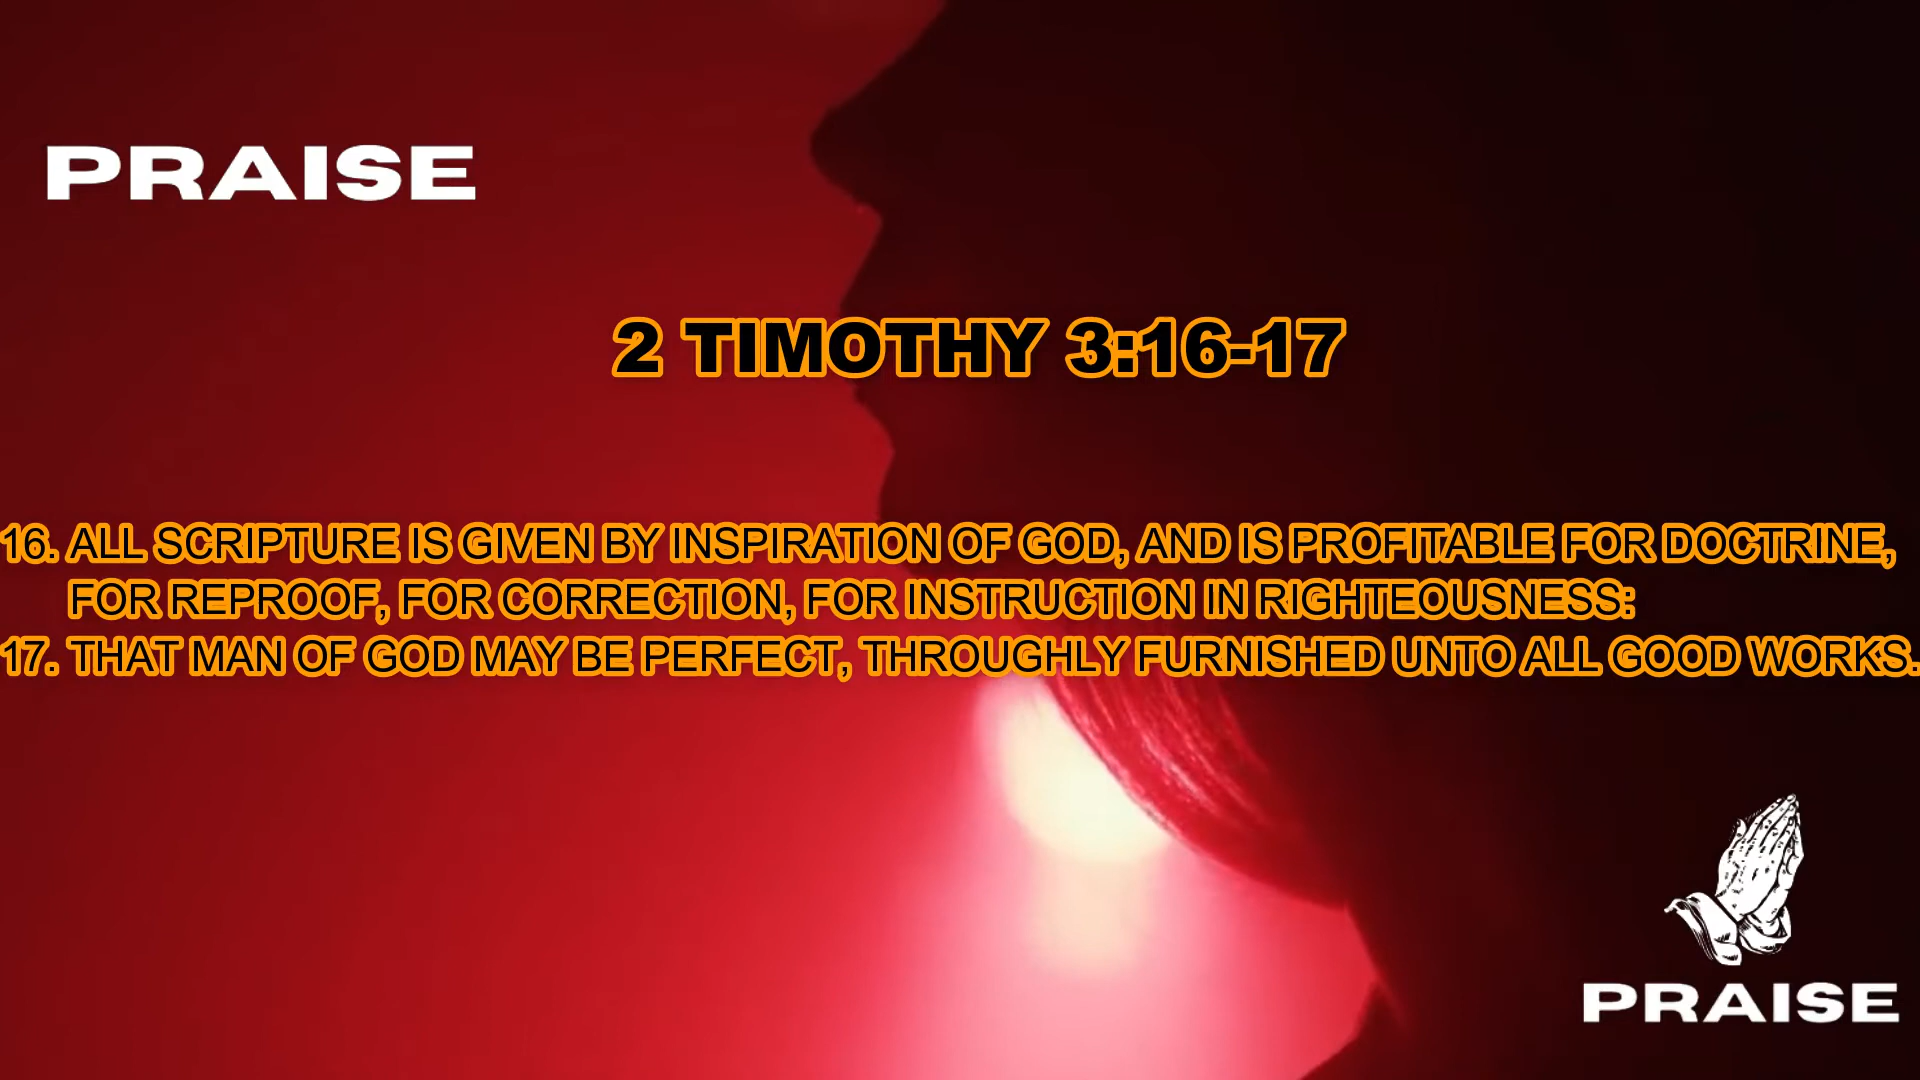 PRAISE
2 TIMOTHY 3:16-17
16. ALL SCRIPTURE IS GIVEN BY INSPIRATION OF GOD, AND IS PROFITABLE FOR DOCTRINE,
FOR REPROOF, FOR CORRECTION, FOR INSTRUCTION IN RIGHTEOUSNESS:
17. THAT MAN OF GOD MAY BE PERFECT, THROUGHLY FURNISHED UNTO ALL GOOD WORKS.
PRAISE